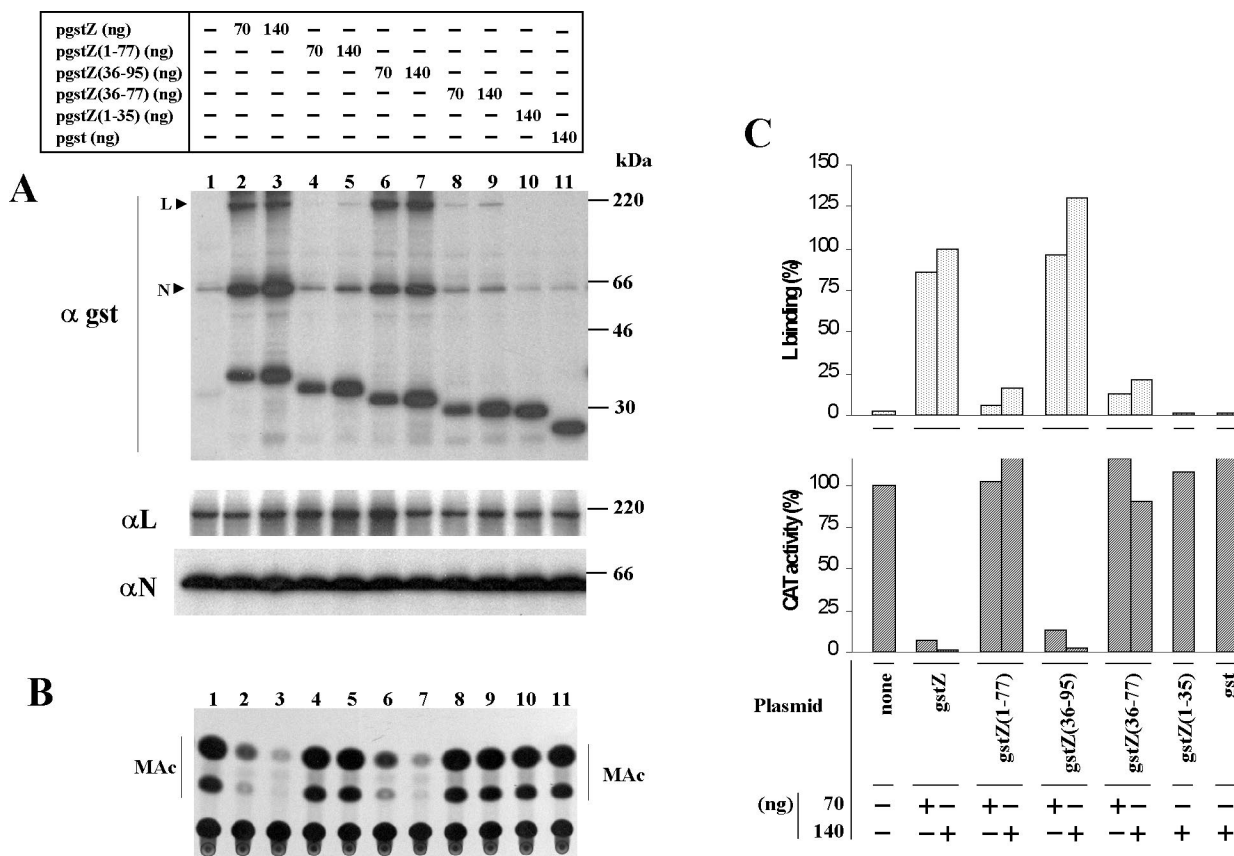 pgstZ (ng) – 70 140 – – – – – – – –
pgstZ(1-77) (ng) – – – 70 140 – – – – – –
pgstZ(36-95) (ng) – – – – – 70 140 – – – –
pgstZ(36-77) (ng) – – – – – – – 70 140 – –
pgstZ(1-35) (ng) – – – – – – – – – 140 –
pgst (ng) – – – – – – – – – – 140
A
1 2 3 4 5 6 7 8 9 10 11
kDa
L
220
N
66
α gst
46
30
αL
220
αN
66
B
1 2 3 4 5 6 7 8 9 10 11
MAc
MAc
C
150
125
100
75
50
25
0
L binding (%)
100
75
50
25
0
CAT activity (%)
Plasmid
none
gstZ
gstZ(1-77)
gstZ(36-95)
gstZ(36-77)
gstZ(1-35)
gst
(ng) 70 – + – + – + – + – – –
140 – – + – + – + – + + +